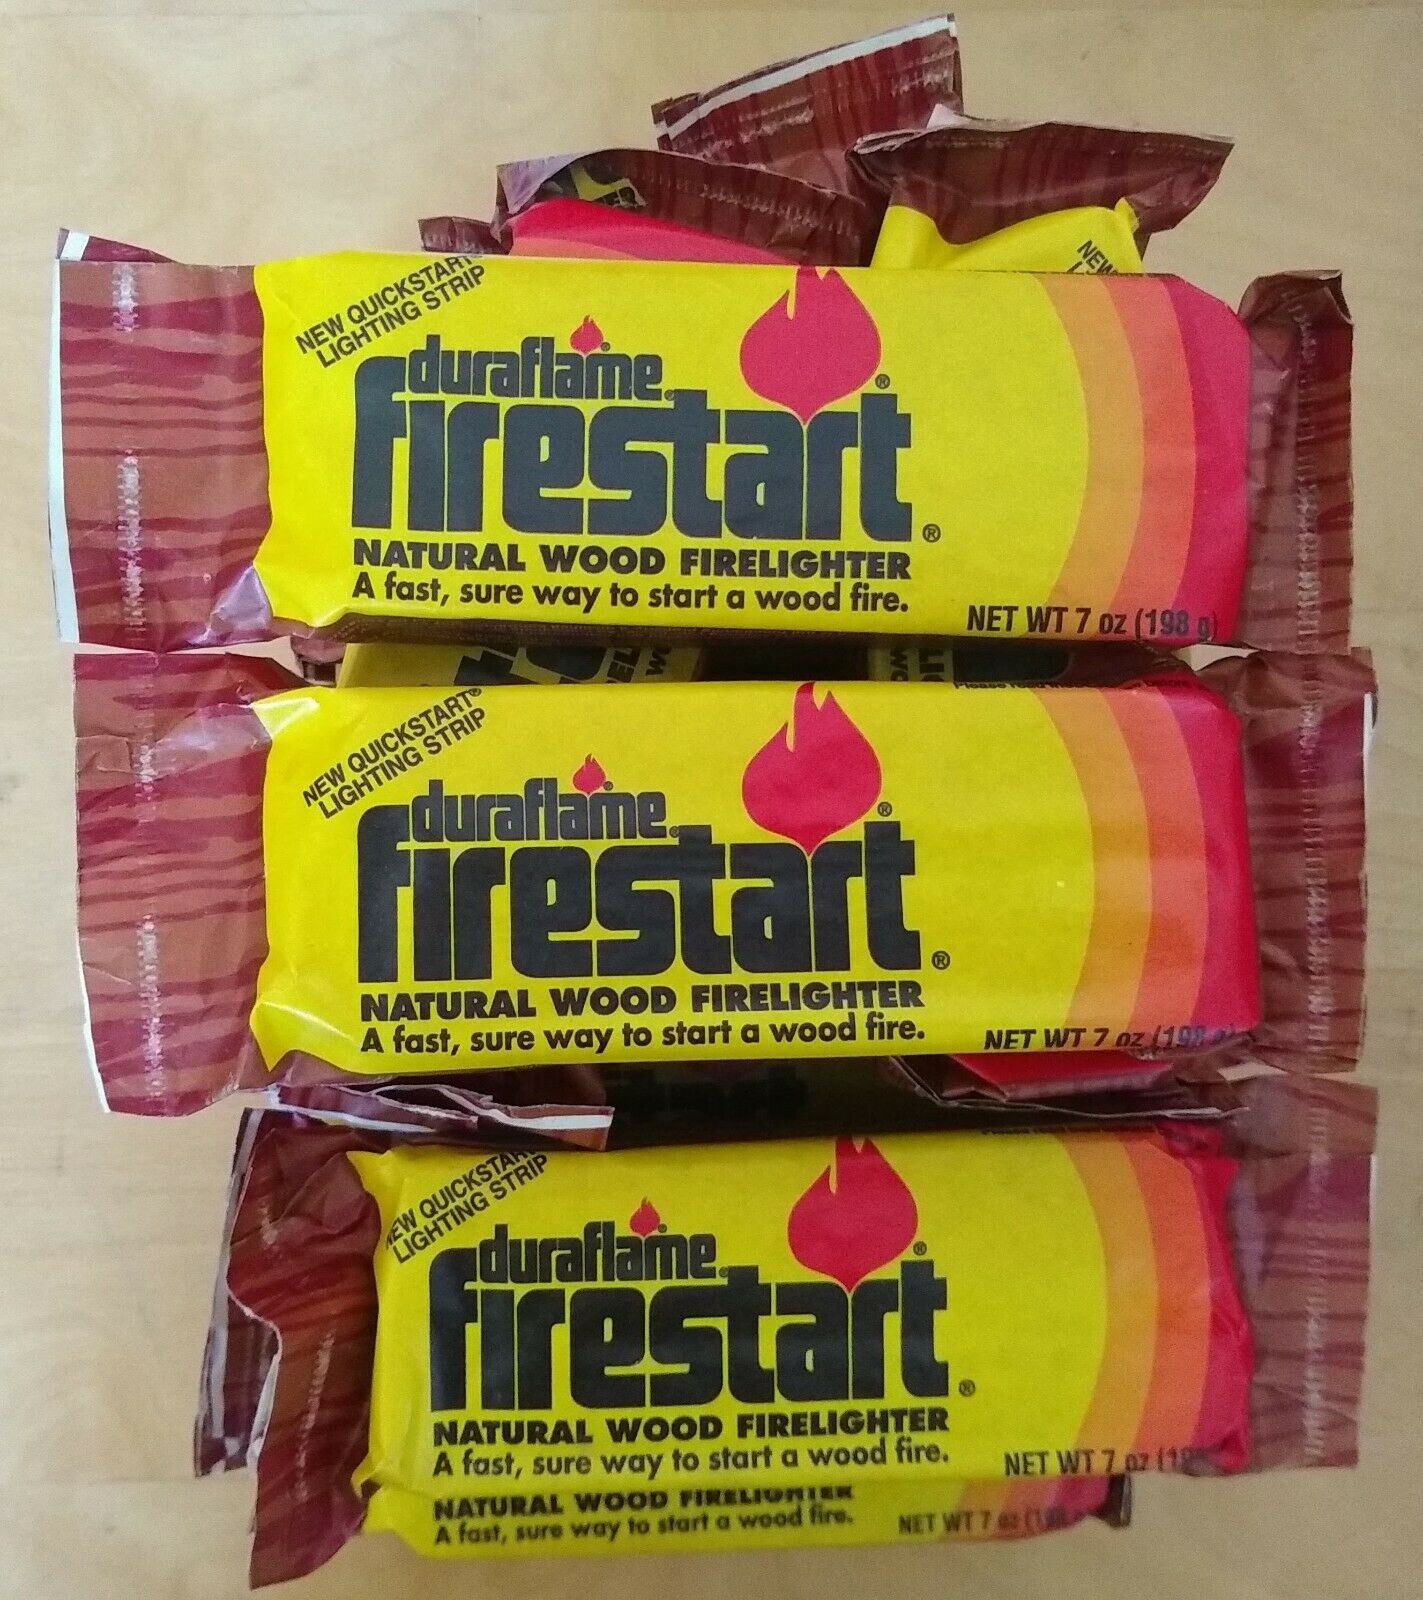 NEW
NEW QUICKSTART
LIGHTING STRIP
duraflame®
firestart®
NATURAL WOOD FIRELIGHTER
A fast, sure way to start a wood fire.
NET WT 7 oz (198 g)
NEW QUICKSTART®
LIGHTING STRIP
duraflame®
firestart®
NATURAL WOOD FIRELIGHTER
A fast, sure way to start a wood fire.
NET WT 7 oz (198 g)
NEW QUICKSTART
LIGHTING STRIP
duraflame®
firestart®
NATURAL WOOD FIRELIGHTER
A fast, sure way to start a wood fire.
NET WT 7 oz (198
NATURAL WOOD FIRELIGHTER
A fast, sure way to start a wood fire.
NET WT 7 oz